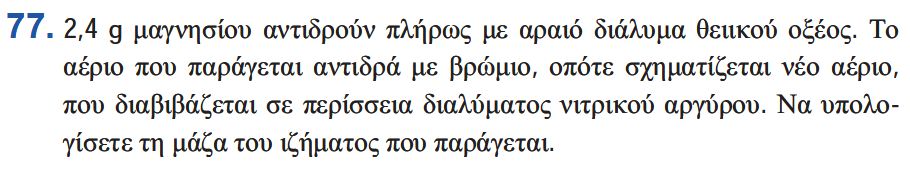 77. 2,4 g μαγνησίου αντιδρούν πλήρως με αραιό διάλυμα θειικού οξέος. Το
αέριο που παράγεται αντιδρά με βρώμιο, οπότε σχηματίζεται νέο αέριο,
που διαβιβάζεται σε περίσσεια διαλύματος νιτρικού αργύρου. Να υπολο-
γίσετε τη μάζα του ιζήματος που παράγεται.